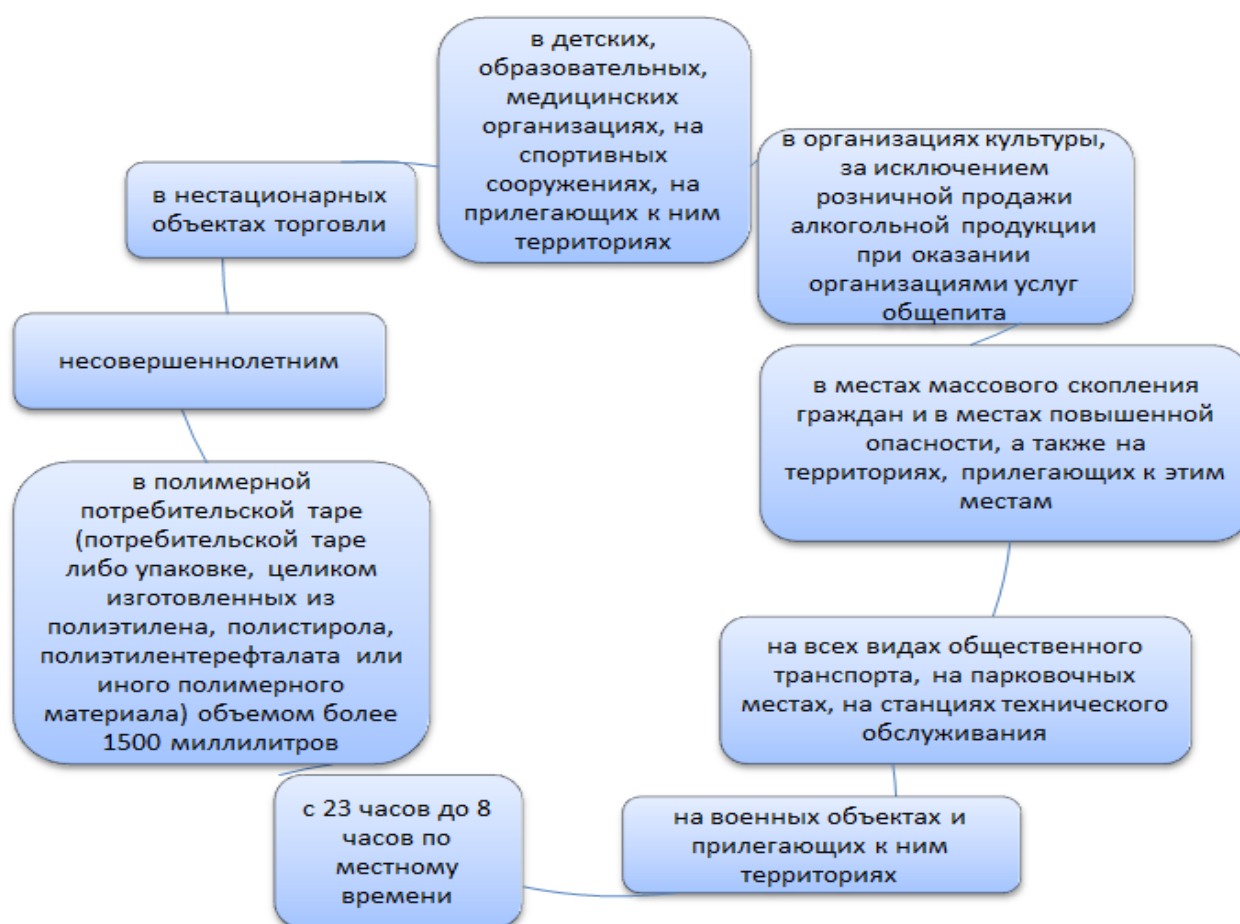 в детских,
образовательных,
медицинских
организациях, на
спортивных
сооружениях, на
прилегающих к ним
территориях
в организациях культуры,
за исключением
розничной продажи
алкогольной продукции
при оказании
организациями услуг
общепита
в местах массового скопления
граждан и в местах повышенной
опасности, а также на
территориях, прилегающих к этим
местам
на всех видах общественного
транспорта, на парковочных
местах, на станциях технического
обслуживания
на военных объектах и
прилегающих к ним
территориях
с 23 часов до 8
часов по
местному
времени
в полимерной
потребительской таре
(потребительской таре
либо упаковке, целиком
изготовленных из
полиэтилена, полистирола,
полиэтилентерефталата или
иного полимерного
материала) объемом более
1500 миллилитров
несовершеннолетним
в нестационарных
объектах торговли